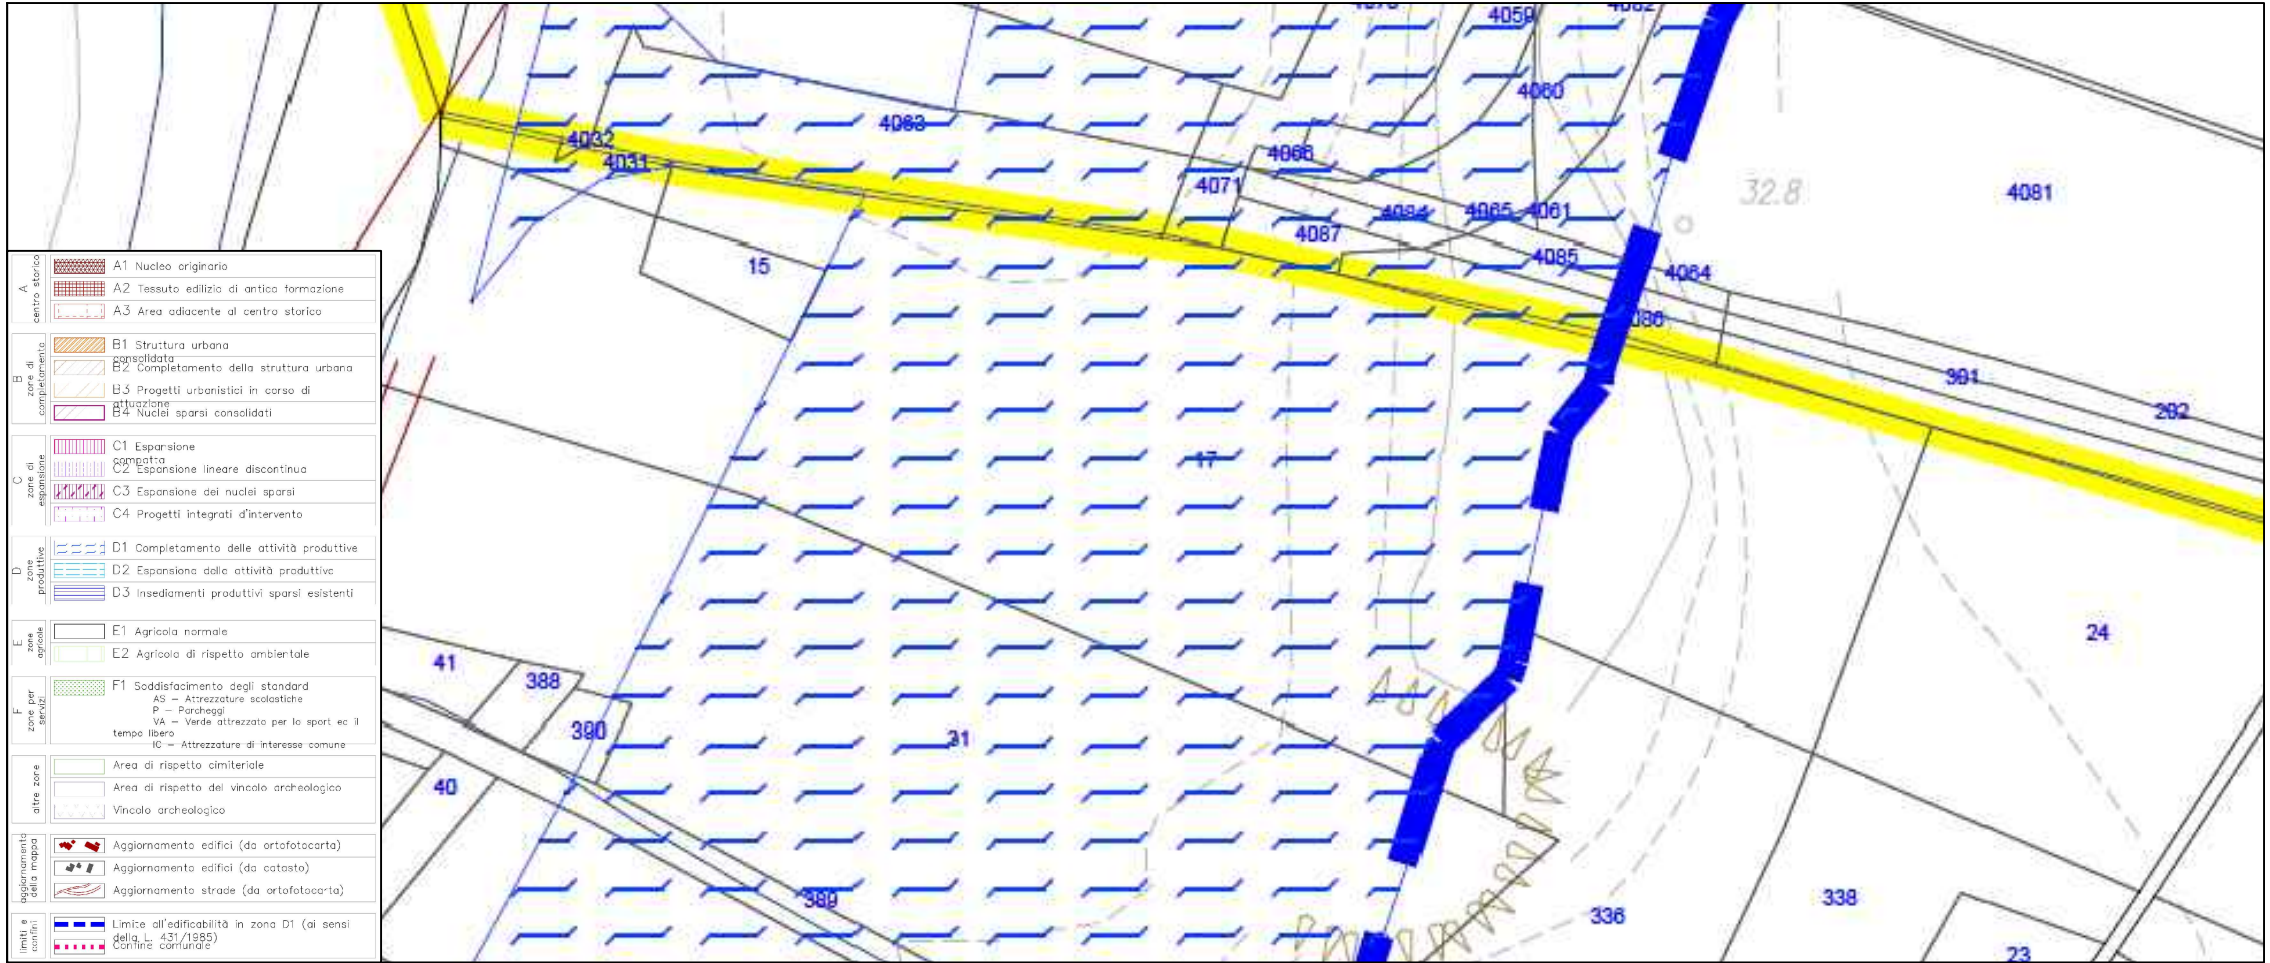 4059
4060
32.8
4081
4032
4031
4063
4066
4071
4084
4065
4061
4087
4085
4064
15
17
391
292
24
41
388
390
31
40
389
336
338
23
A
centro storico
A1 Nucleo originario
A2 Tessuto edilizio di antica formazione
A3 Area adiacente al centro storico
B
zone di
completamento
B1 Struttura urbana
consolidata
B2 Completamento della struttura urbana
B3 Progetti urbanistici in corso di
attuazione
B4 Nuclei sparsi consolidati
C
zone di
espansione
C1 Espansione
compatta
C2 Espansione lineare discontinua
C3 Espansione dei nuclei sparsi
C4 Progetti integrati d'intervento
D
zone
produttive
D1 Completamento delle attività produttive
D2 Espansione delle attività produttive
D3 Insediamenti produttivi sparsi esistenti
E
zone
agricole
E1 Agricola normale
E2 Agricola di rispetto ambientale
F
zone per
servizi
F1 Soddisfacimento degli standard
AS – Attrezzature scolastiche
P – Parcheggi
VA – Verde attrezzato per lo sport ed il
tempo libero
IC – Attrezzature di interesse comune
altre zone
Area di rispetto cimiteriale
Area di rispetto del vincolo archeologico
Vincolo archeologico
aggiornamento
della mappa
Aggiornamento edifici (da ortofotocarta)
Aggiornamento edifici (da catasto)
Aggiornamento strade (da ortofotocarta)
limiti e
confini
Limite all'edificabilità in zona D1 (ai sensi
della L. 431/1985)
Confine comunale